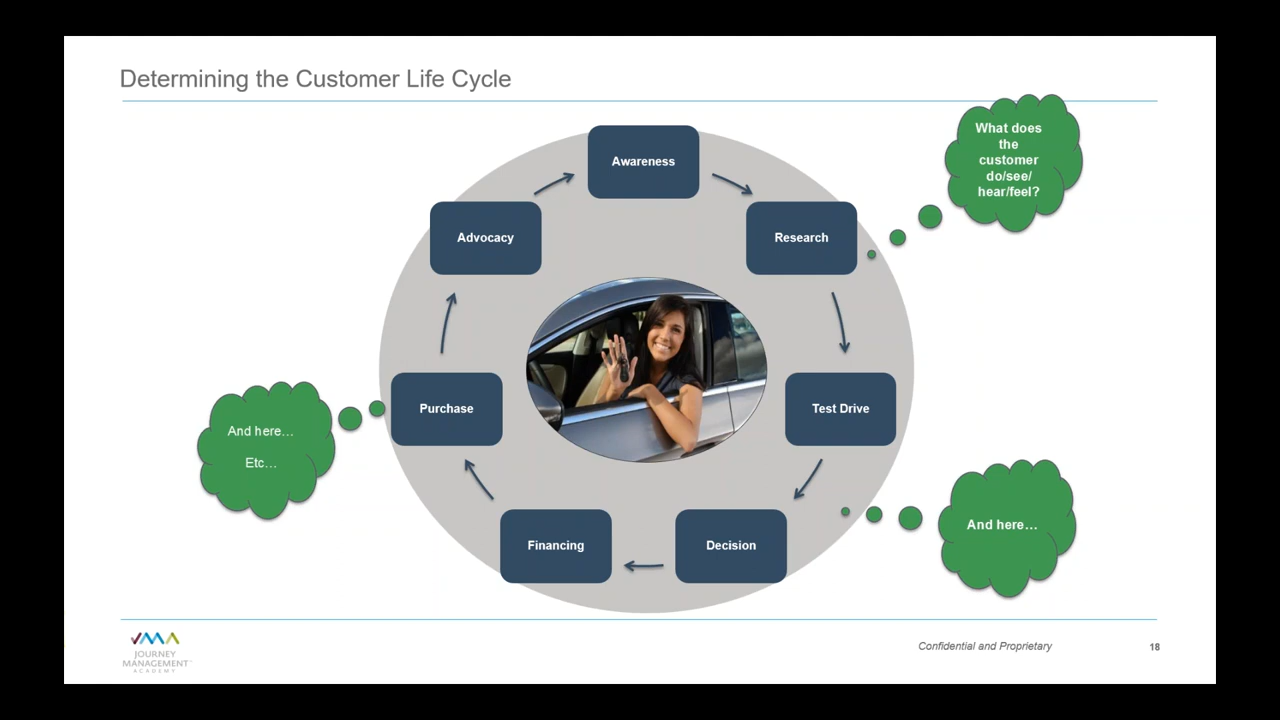 Determining the Customer Life Cycle
What does
the
customer
do/see/
hear/feel?
Awareness
Advocacy
Research
Purchase
Test Drive
And here…
Etc…
Financing
Decision
And here…
JOURNEY
MANAGEMENT
ACADEMY
Confidential and Proprietary
18